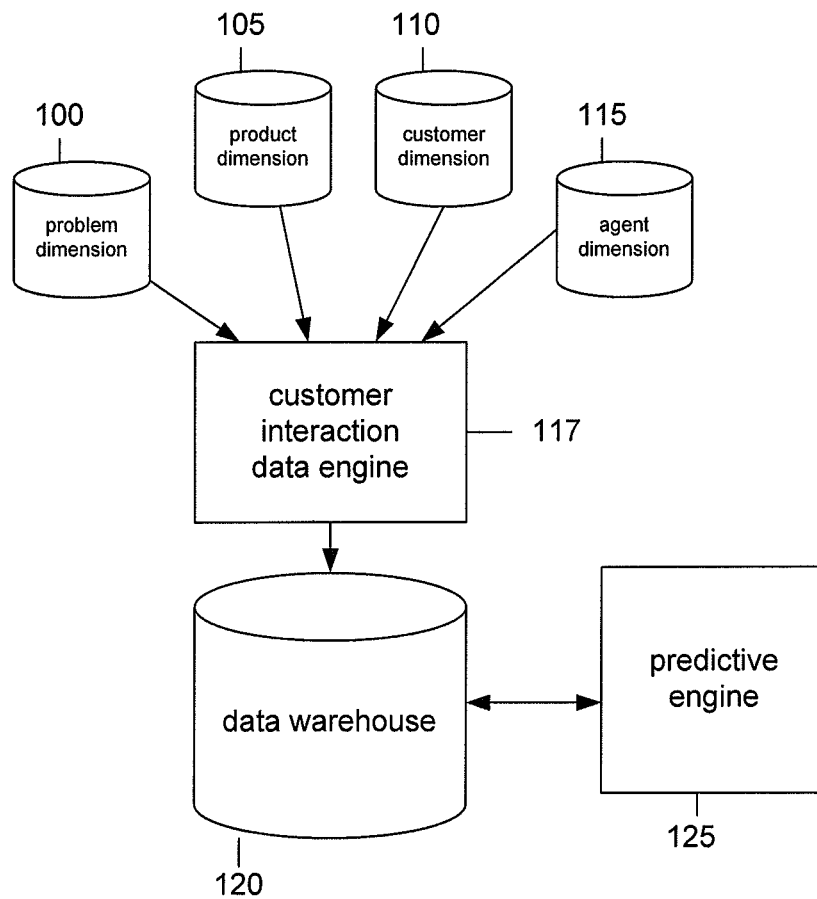 105
110
100
115
product
dimension
customer
dimension
problem
dimension
agent
dimension
customer
interaction
data engine
117
data warehouse
predictive
engine
125
120